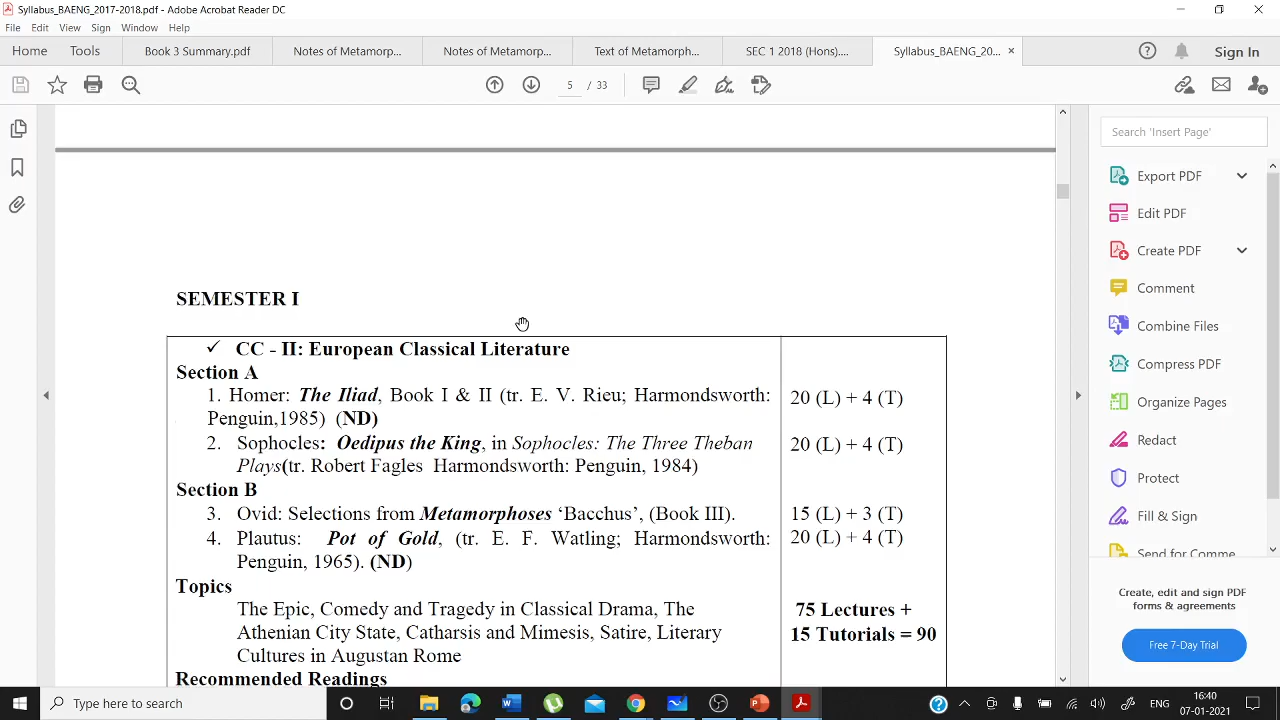 Syllabus_BAENG_2017-2018.pdf - Adobe Acrobat Reader DC
File Edit View Sign Window Help
Home Tools Book 3 Summary.pdf Notes of Metamorp... Notes of Metamorp... Text of Metamorph... SEC 1 2018 (Hons).... Syllabus_BAENG_20... × Sign In
5 / 33
Search 'Insert Page'
Export PDF
Edit PDF
Create PDF
Comment
Combine Files
Compress PDF
Organize Pages
Redact
Protect
Fill & Sign
Send for Comme
Create, edit and sign PDF
forms & agreements
Free 7-Day Trial
SEMESTER I
✓ CC - II: European Classical Literature
Section A
1. Homer: The Iliad, Book I & II (tr. E. V. Rieu; Harmondsworth: 20 (L) + 4 (T)
Penguin,1985) (ND)
2. Sophocles: Oedipus the King, in Sophocles: The Three Theban 20 (L) + 4 (T)
Plays(tr. Robert Fagles Harmondsworth: Penguin, 1984)
Section B
3. Ovid: Selections from Metamorphoses ‘Bacchus’, (Book III). 15 (L) + 3 (T)
4. Plautus: Pot of Gold, (tr. E. F. Watling; Harmondsworth: 20 (L) + 4 (T)
Penguin, 1965). (ND)
Topics
The Epic, Comedy and Tragedy in Classical Drama, The 75 Lectures +
Athenian City State, Catharsis and Mimesis, Satire, Literary 15 Tutorials = 90
Cultures in Augustan Rome
Recommended Readings
Type here to search
ENG
16:40
07-01-2021